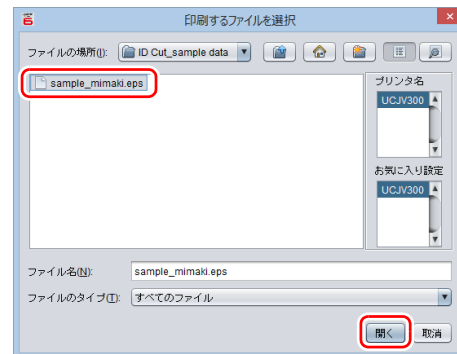 印刷するファイルを選択
ファイルの場所(I): ID Cut_sample data
sample_mimaki.eps
プリンタ名
UCJV300
お気に入り設定
UCJV300
ファイル名(N): sample_mimaki.eps
ファイルのタイプ(T): すべてのファイル
開く 取消